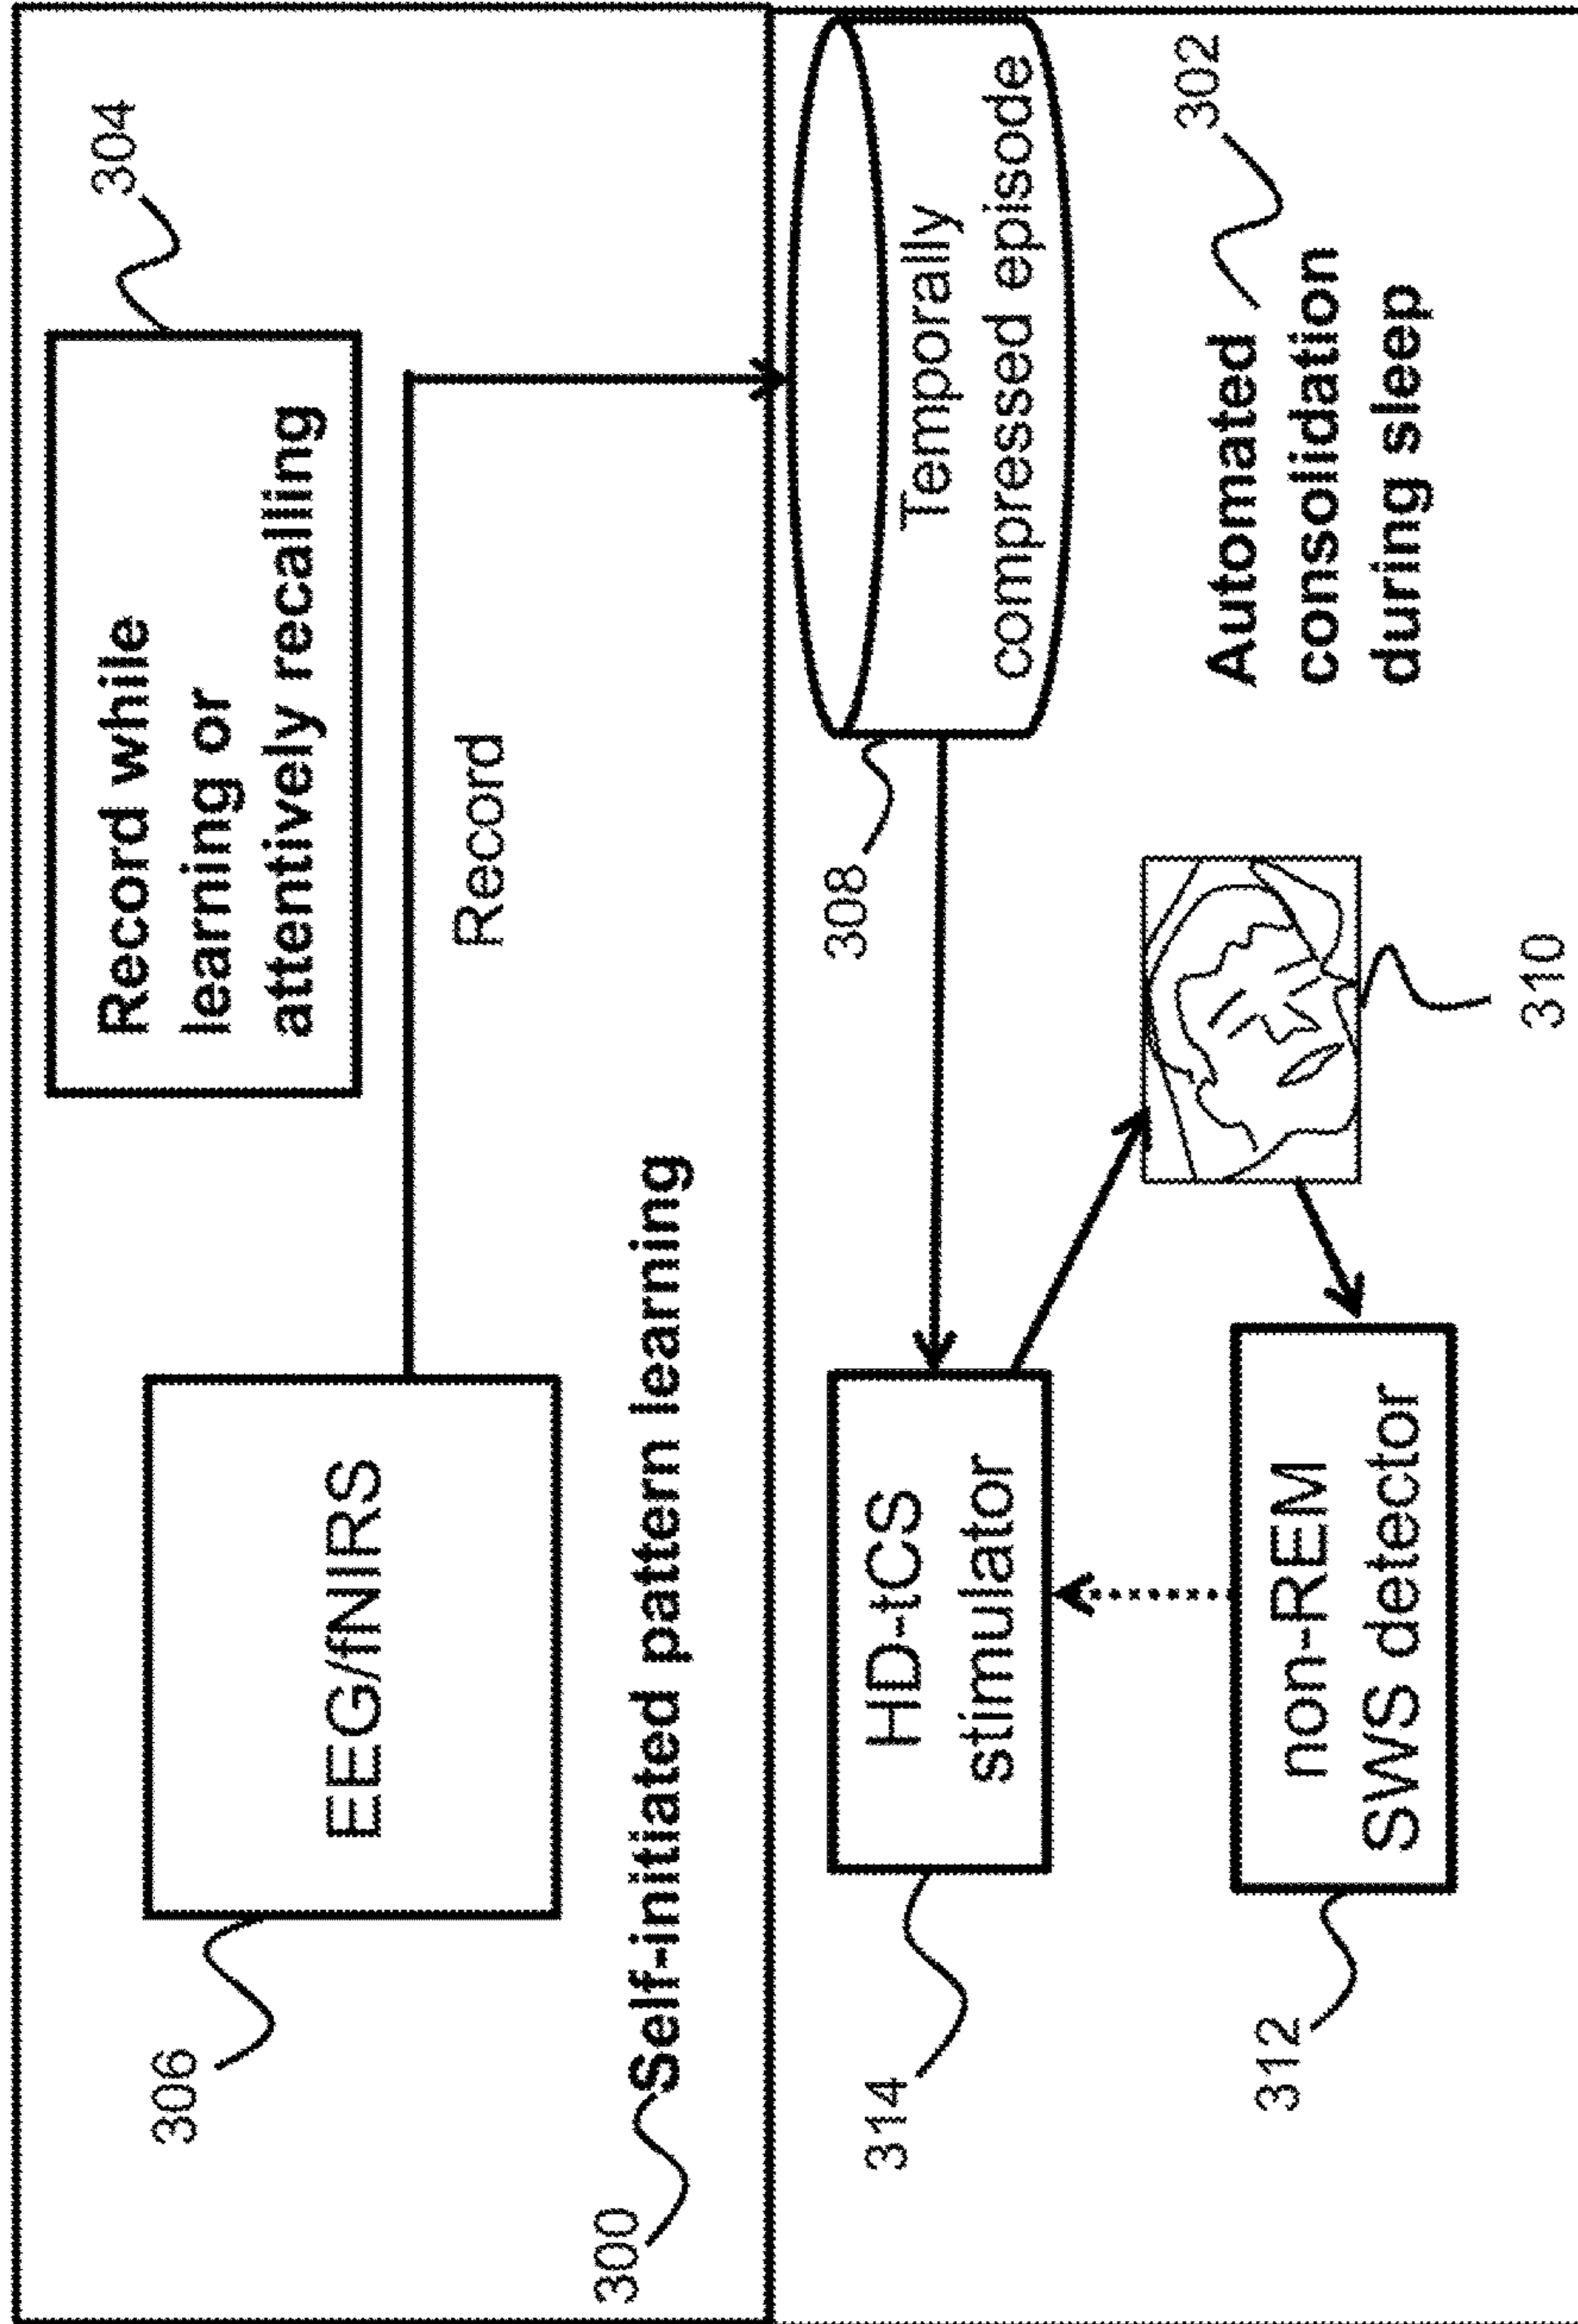 304
Record while
learning or
attentively recalling
306
EEG/fNIRS
Record
300
Self-initiated pattern learning
308
Temporally
compressed episode
314
HD-tCS
stimulator
302
Automated
consolidation
during sleep
310
312
non-REM
SWS detector